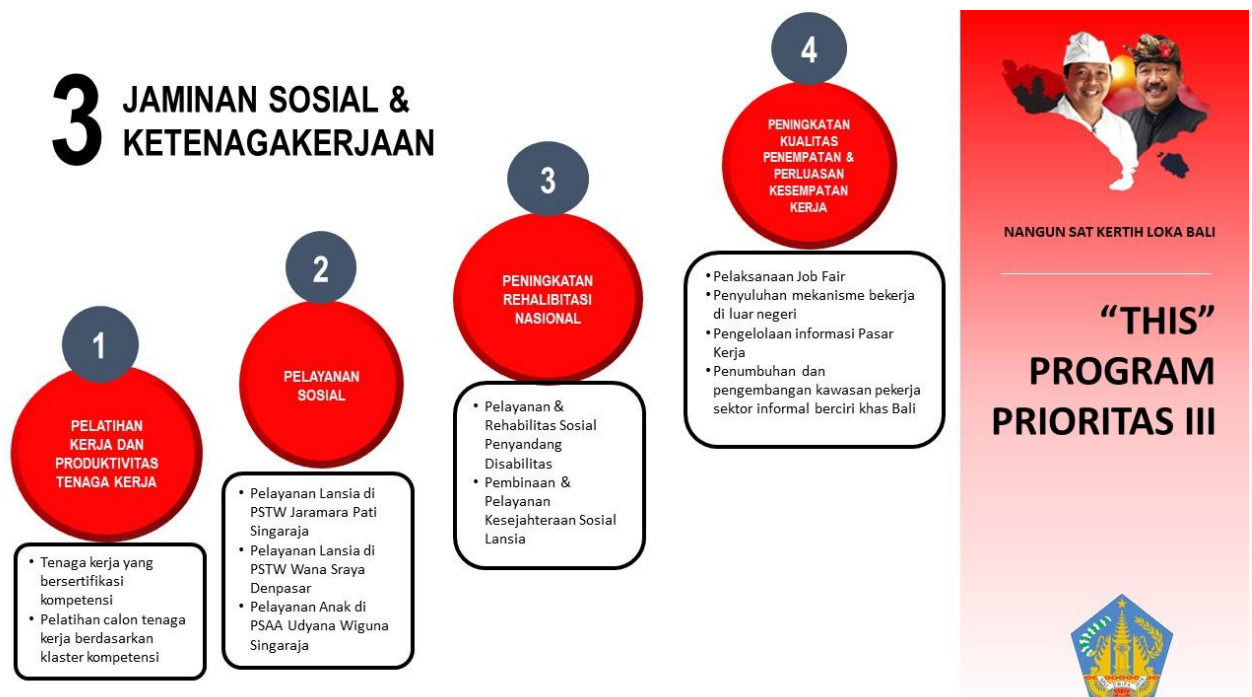 3
JAMINAN SOSIAL &
KETENAGAKERJAAN
1
PELATIHAN
KERJA DAN
PRODUKTIVITAS
TENAGA KERJA
• Tenaga kerja yang
bersertifikasi
kompetensi
• Pelatihan calon tenaga
kerja berdasarkan
klaster kompetensi
2
PELAYANAN
SOSIAL
• Pelayanan Lansia di
PSTW Jaramara Pati
Singaraja
• Pelayanan Lansia di
PSTW Wana Sraya
Denpasar
• Pelayanan Anak di
PSAA Udyana Wiguna
Singaraja
3
PENINGKATAN
REHALIBITASI
NASIONAL
• Pelayanan &
Rehabilitas Sosial
Penyandang
Disabilitas
• Pembinaan &
Pelayanan
Kesejahteraan Sosial
Lansia
4
PENINGKATAN
KUALITAS
PENEMPATAN &
PERLUASAN
KESEMPATAN
KERJA
• Pelaksanaan Job Fair
• Penyuluhan mekanisme bekerja
di luar negeri
• Pengelolaan informasi Pasar
Kerja
• Penumbuhan dan
pengembangan kawasan pekerja
sektor informal berciri khas Bali
NANGUN SAT KERTIH LOKA BALI
“THIS”
PROGRAM
PRIORITAS III